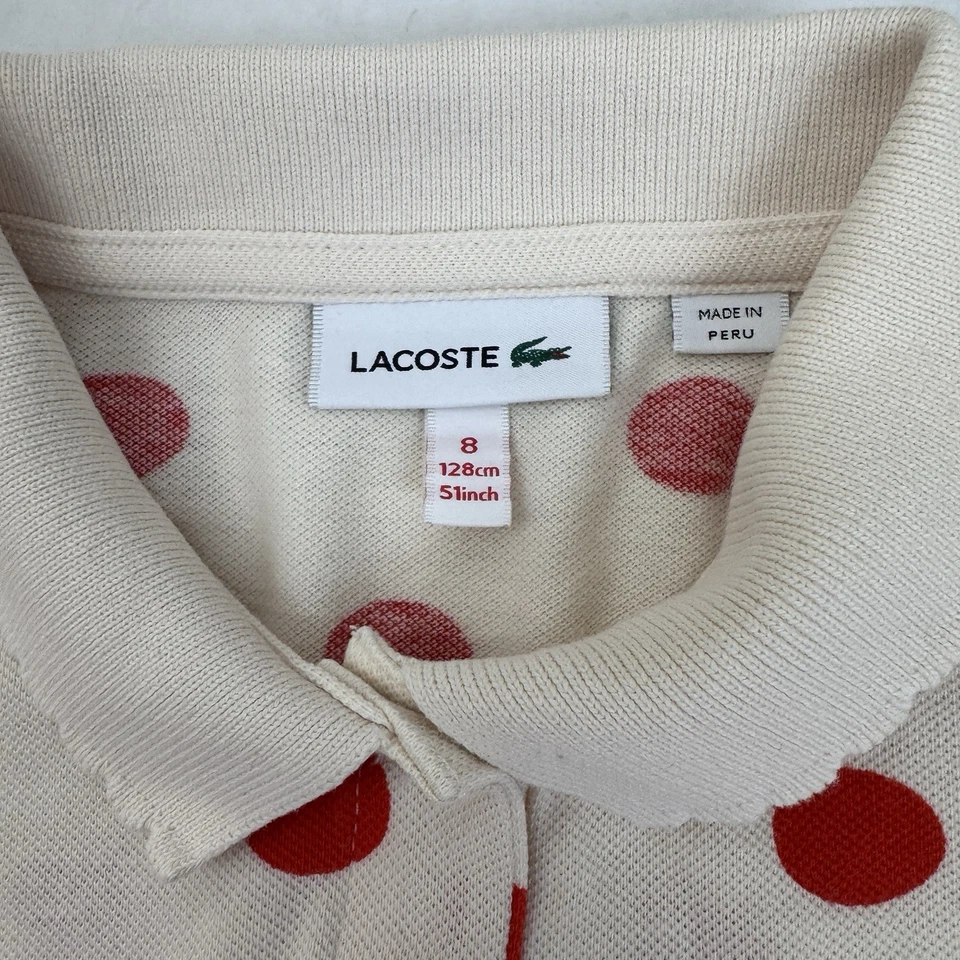 LACOSTE
MADE IN
PERU
8
128cm
51inch